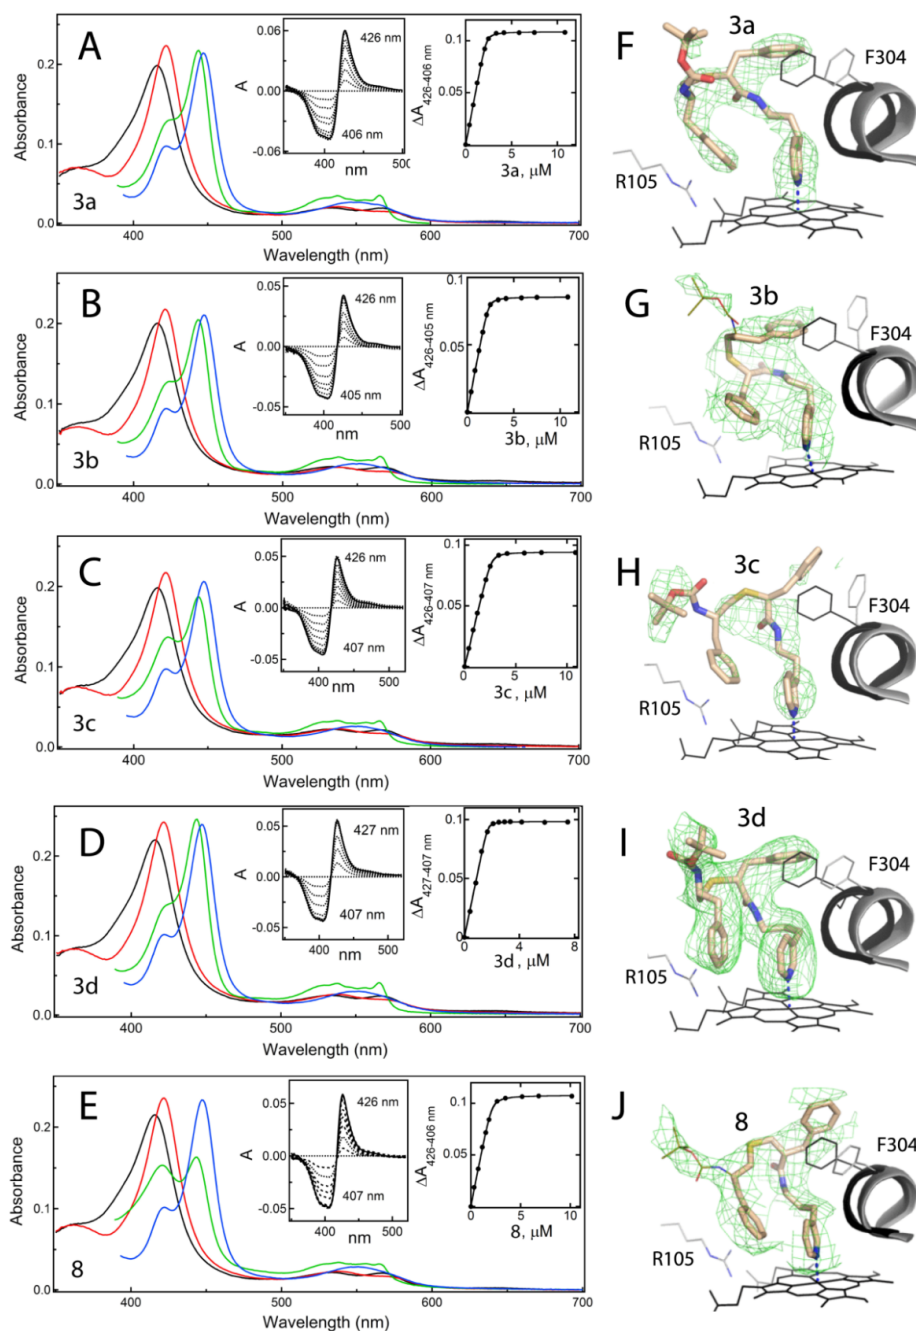 A
Absorbance
0.2
0.1
0.0
3a
400
500
600
700
Wavelength (nm)
A
0.06
0.00
-0.06
426 nm
406 nm
400
500
nm
ΔA426-406 nm
0.1
0.05
0
0
5
10
3a, μM
F
3a
F304
R105
B
Absorbance
0.2
0.1
0.0
3b
400
500
600
700
Wavelength (nm)
A
0.05
0.00
-0.05
426 nm
405 nm
400
500
nm
ΔΔA426-405 nm
0.1
0.05
0
0
5
10
3b, μM
G
3b
F304
R105
C
Absorbance
0.2
0.1
0.0
3c
400
500
600
700
Wavelength (nm)
A
0.05
0.00
-0.05
426 nm
407 nm
400
500
nm
ΔA426-407 nm
0.1
0.05
0
0
5
10
3c, μM
H
3c
F304
R105
D
Absorbance
0.2
0.1
0.0
3d
400
500
600
700
Wavelength (nm)
A
0.05
0.00
-0.05
427 nm
407 nm
400
500
nm
ΔA427-407 nm
0.1
0.05
0
0
4
8
3d, μM
I
3d
F304
R105
E
Absorbance
0.2
0.1
0.0
8
400
500
600
700
Wavelength (nm)
A
0.05
0.00
-0.05
426 nm
407 nm
400
500
nm
ΔA426-406 nm
0.1
0.05
0
0
5
10
8, μM
J
8
F304
R105